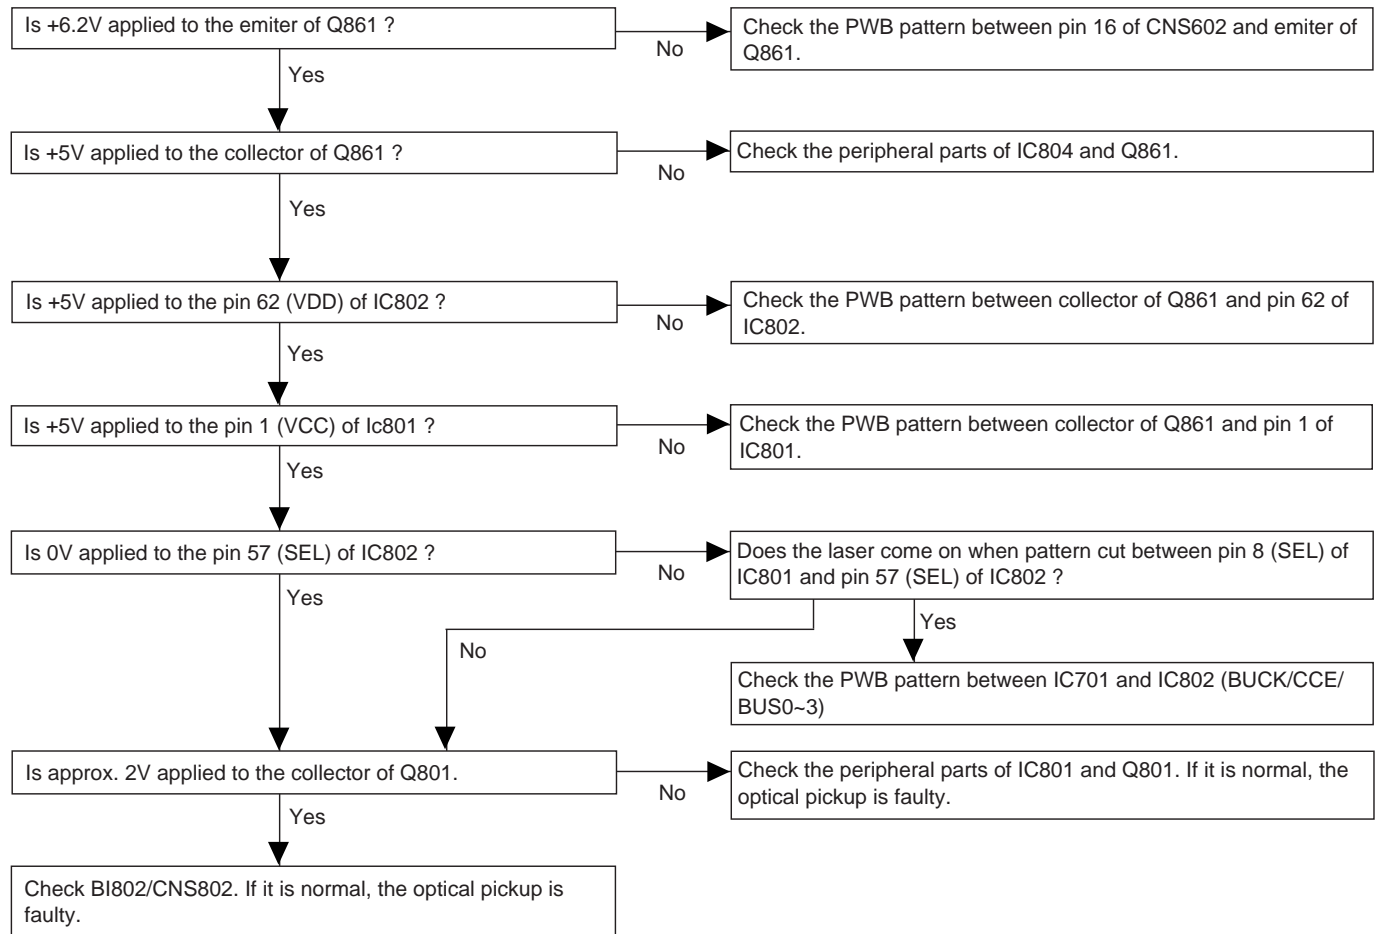 Is +6.2V applied to the emiter of Q861 ?
No
Check the PWB pattern between pin 16 of CNS602 and emiter of
Q861.
Yes
Is +5V applied to the collector of Q861 ?
No
Check the peripheral parts of IC804 and Q861.
Yes
Is +5V applied to the pin 62 (VDD) of IC802 ?
No
Check the PWB pattern between collector of Q861 and pin 62 of
IC802.
Yes
Is +5V applied to the pin 1 (VCC) of Ic801 ?
No
Check the PWB pattern between collector of Q861 and pin 1 of
IC801.
Yes
Is 0V applied to the pin 57 (SEL) of IC802 ?
No
Does the laser come on when pattern cut between pin 8 (SEL) of
IC801 and pin 57 (SEL) of IC802 ?
Yes
No
Yes
Check the PWB pattern between IC701 and IC802 (BUCK/CCE/
BUS0~3)
Is approx. 2V applied to the collector of Q801.
No
Check the peripheral parts of IC801 and Q801. If it is normal, the
optical pickup is faulty.
Yes
Check BI802/CNS802. If it is normal, the optical pickup is
faulty.